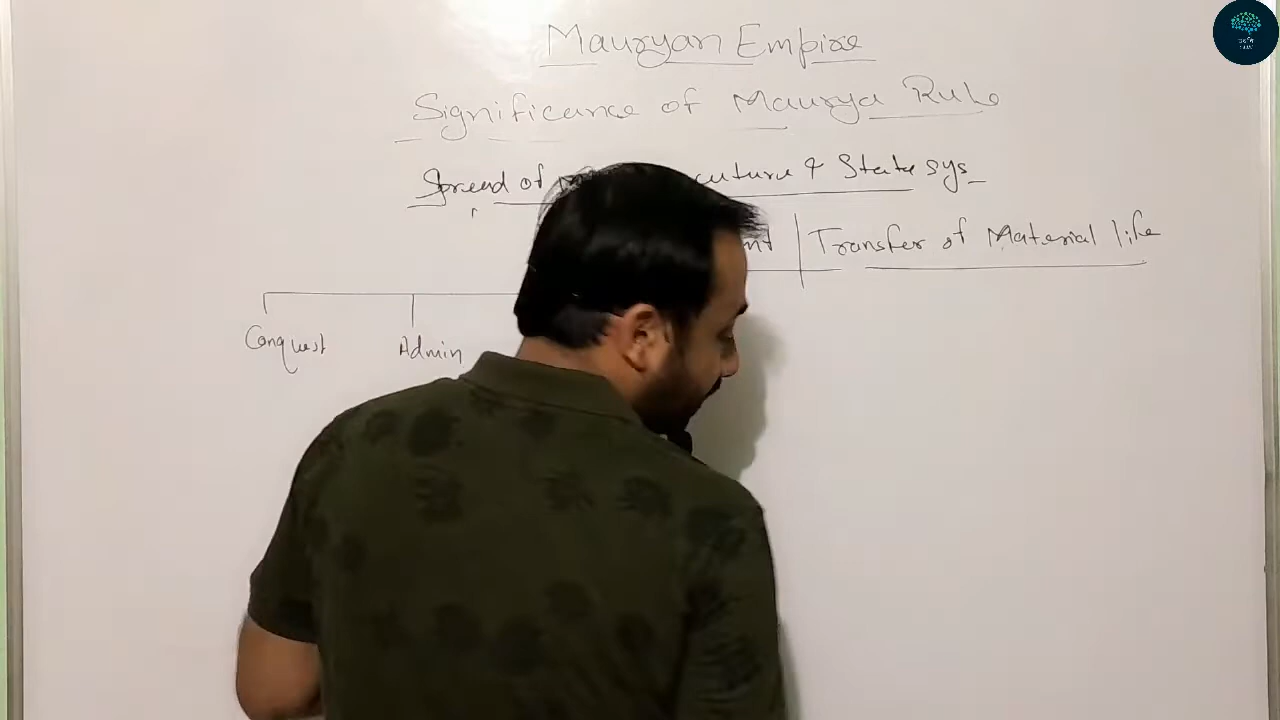 Mauryan Empire
Significance of Maurya Rule
Spread of culture & State sys
Transfer of Material life
Conquest Admin